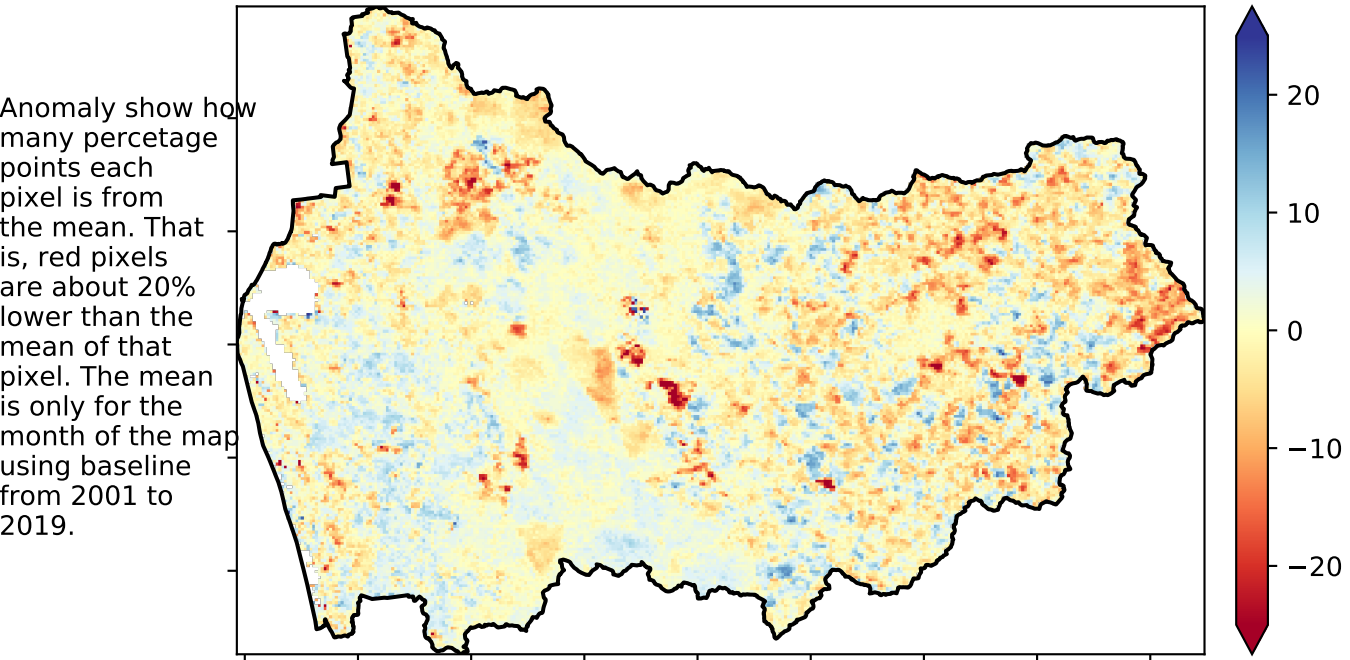 Anomaly show how
many percetage
points each
pixel is from
the mean. That
is, red pixels
are about 20%
lower than the
mean of that
pixel. The mean
is only for the
month of the map
using baseline
from 2001 to
2019.
20
10
0
−10
−20